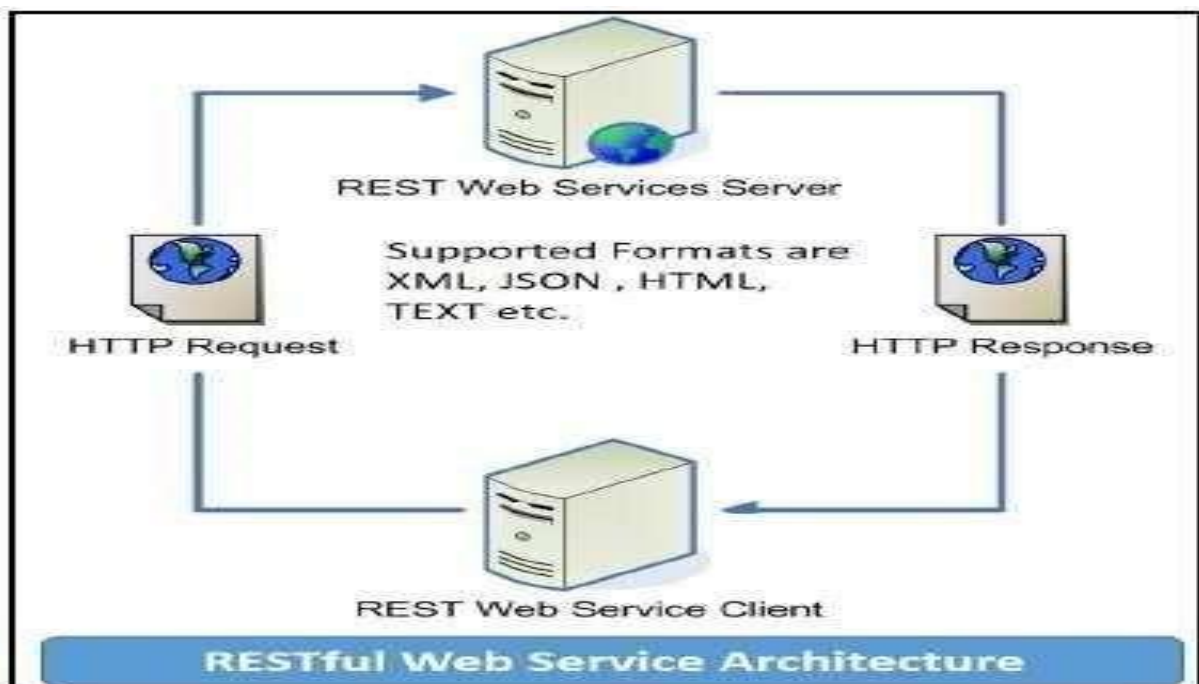 REST Web Services Server
Supported Formats are
XML, JSON , HTML,
TEXT etc.
HTTP Request
HTTP Response
REST Web Service Client
RESTful Web Service Architecture